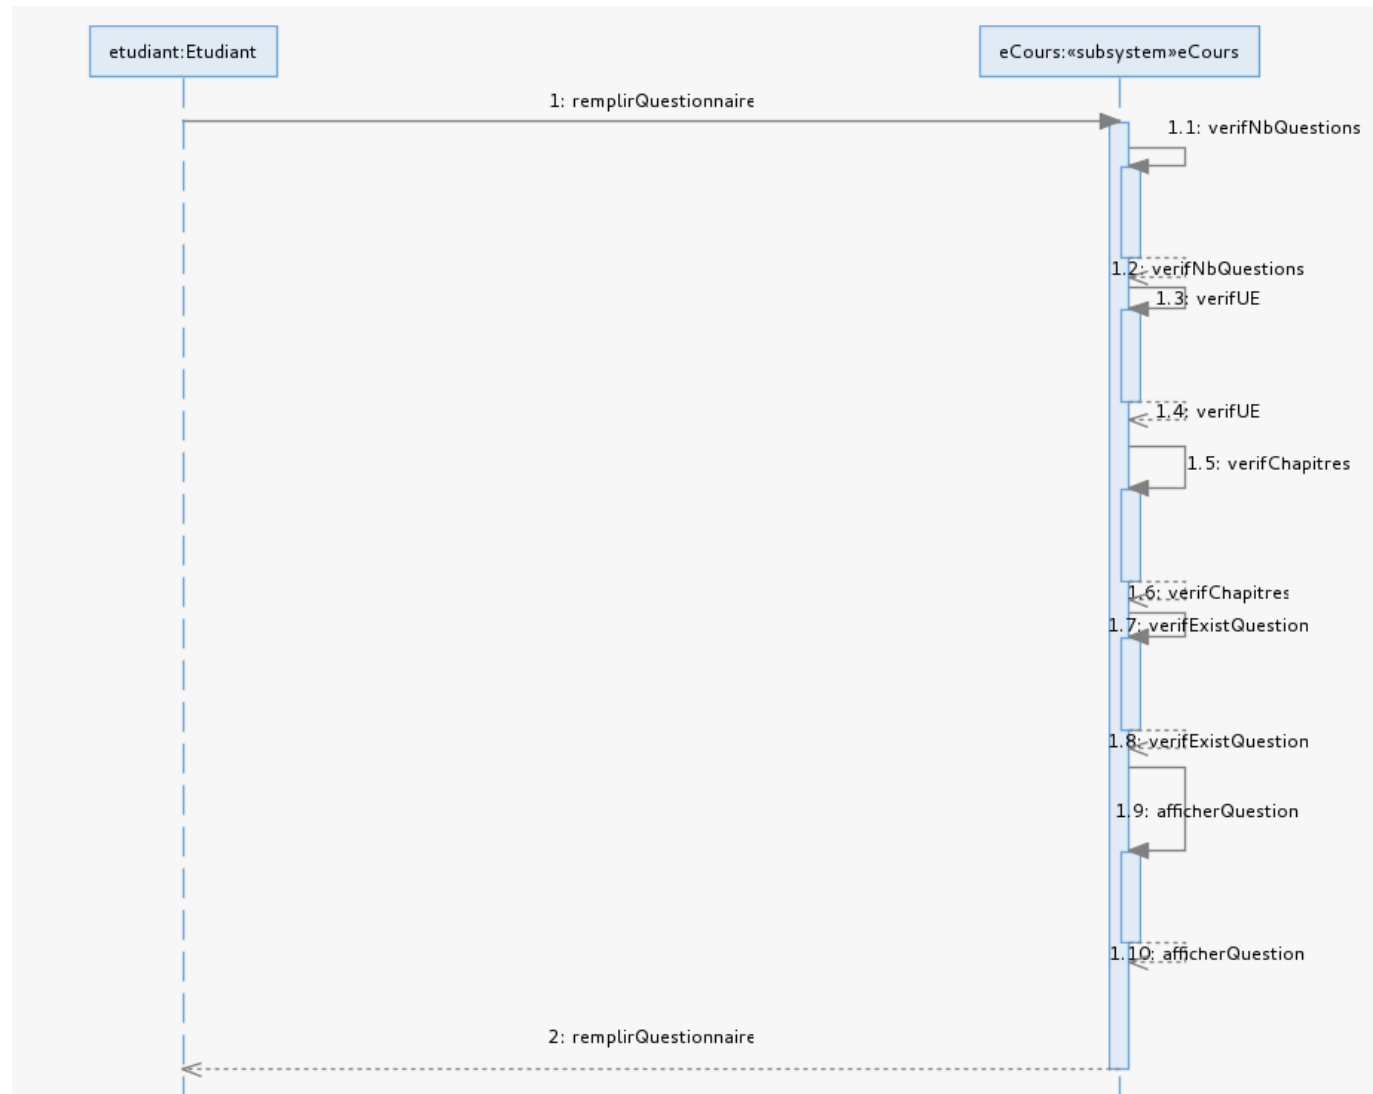 etudiant:Etudiant
eCours:«subsystem»eCours
1: remplirQuestionnaire
1.1: verifNbQuestions
1.2: verifNbQuestions
1.3: verifUE
1.4: verifUE
1.5: verifChapitres
1.6: verifChapitres
1.7: verifExistQuestion
1.8: verifExistQuestion
1.9: afficherQuestion
1.10: afficherQuestion
2: remplirQuestionnaire